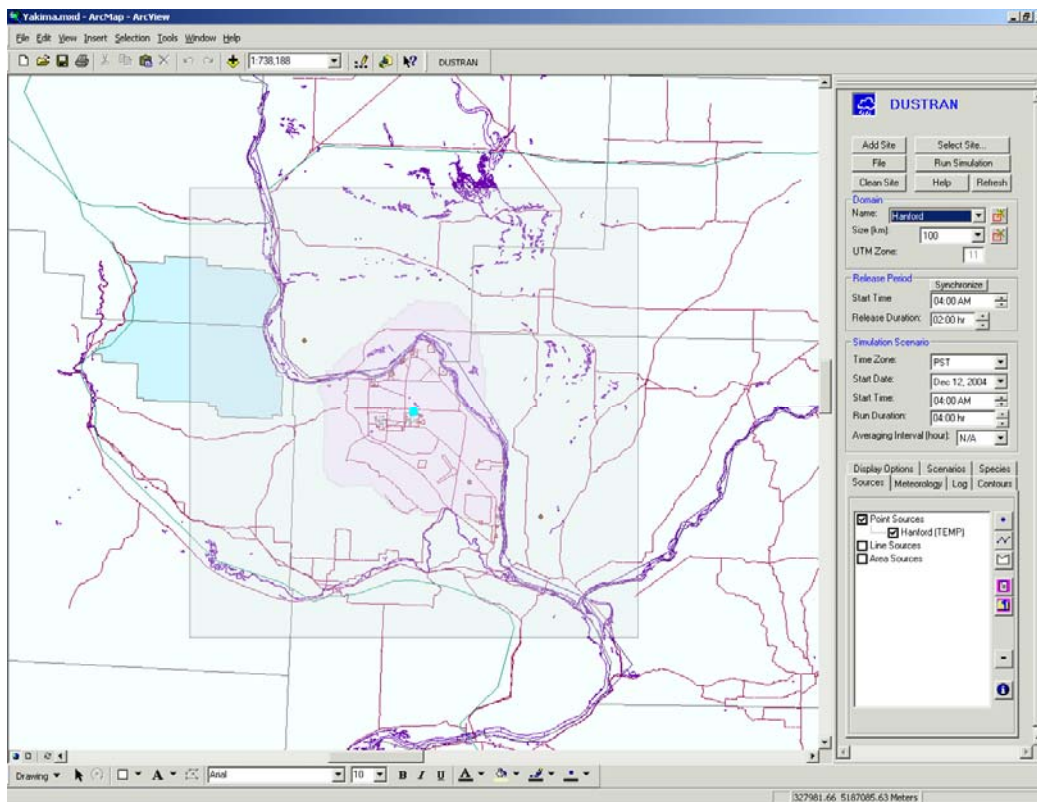 Yakima.mxd - ArcMap - ArcView
File Edit View Insert Selection Tools Window Help
1:738,188 DUSTRAN
DUSTRAN
Add Site Select Site...
File Run Simulation
Clean Site Help Refresh
Domain
Name: Hanford
Size (km): 100
UTM Zone: 11
Release Period Synchronize
Start Time 04:00 AM
Release Duration: 02:00 hr
Simulation Scenario
Time Zone: PST
Start Date: Dec 12, 2004
Start Time: 04:00 AM
Run Duration: 04:00 hr
Averaging Interval (hour): N/A
Display Options Scenarios Species
Sources Meteorology Log Contours
Point Sources
Hanford (TEMP)
Line Sources
Area Sources
Drawing A Arial 10 B I U A
327981.66 5187085.63 Meters